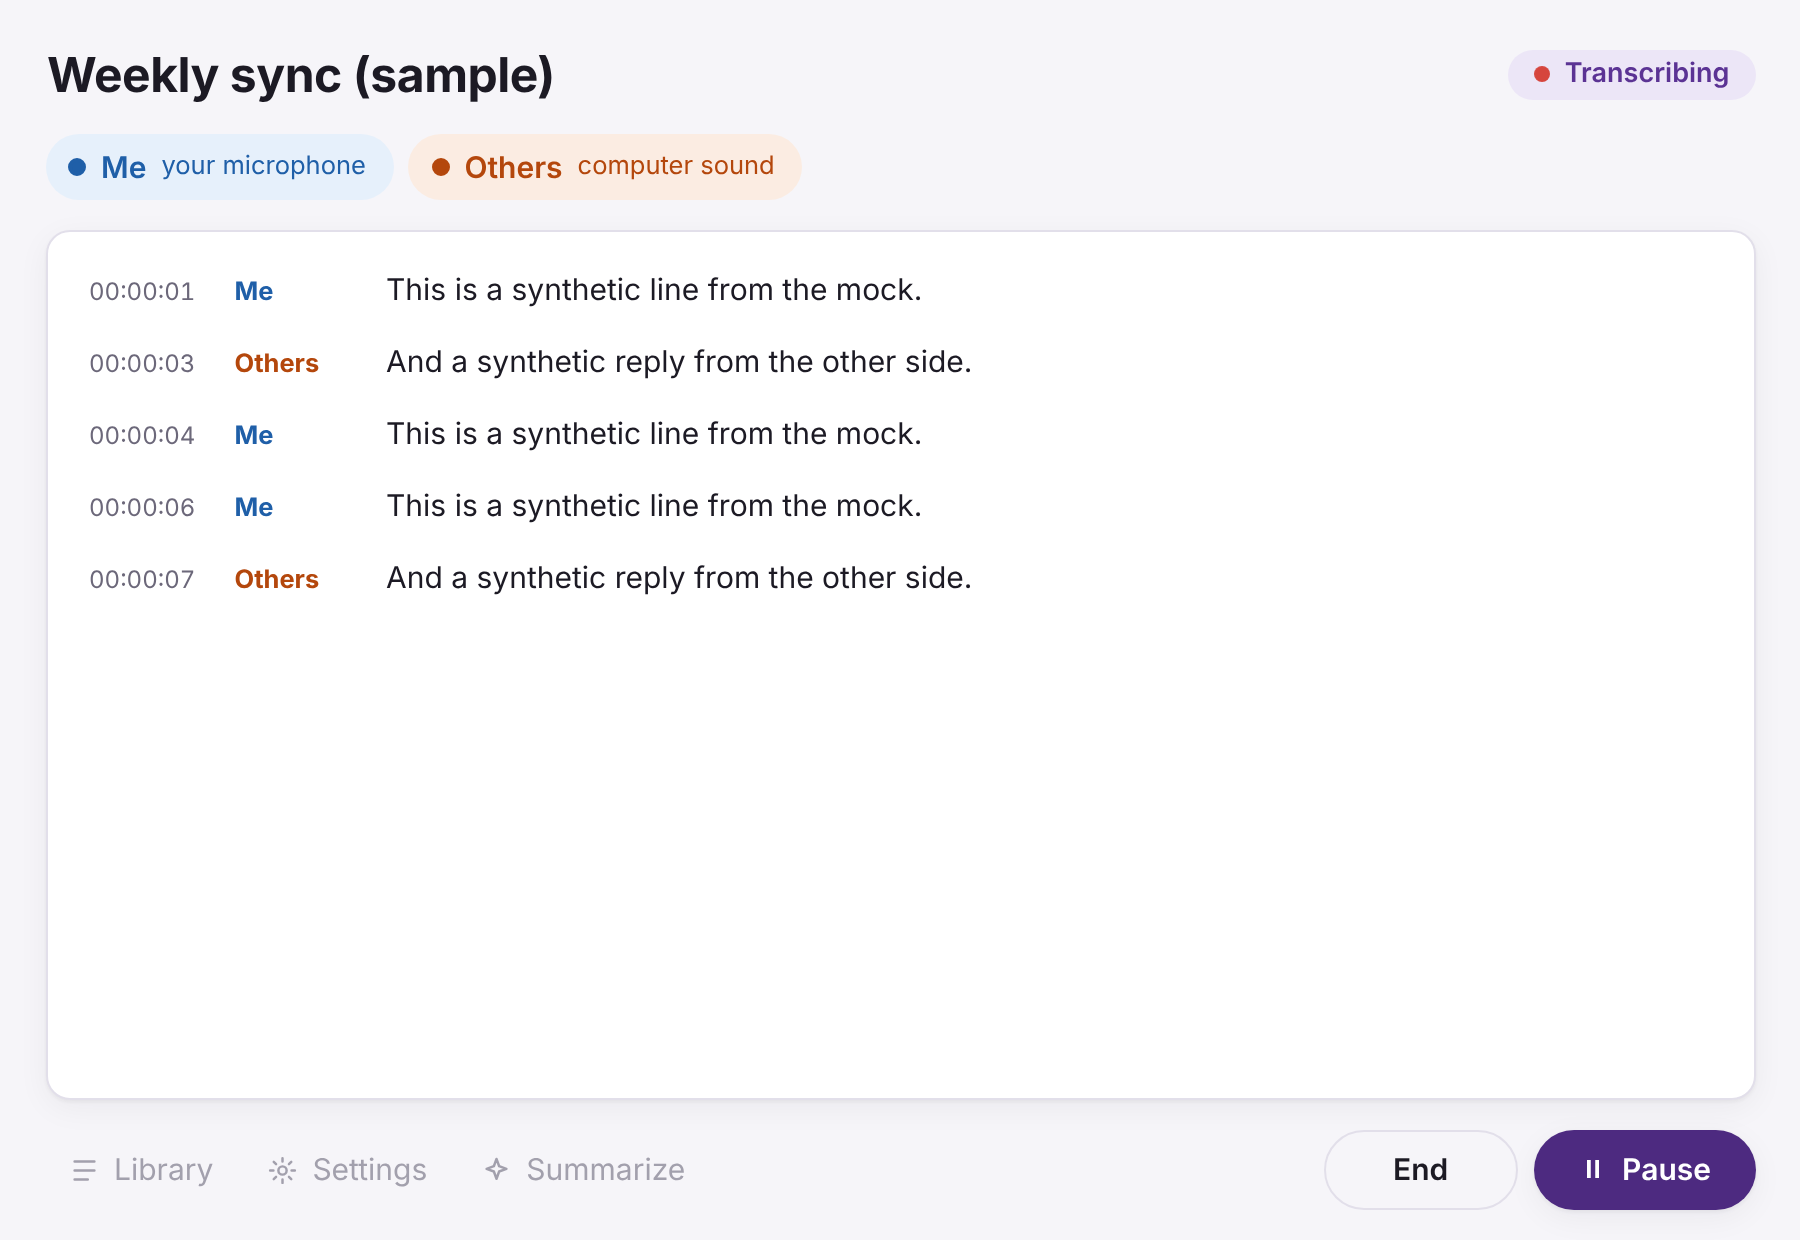 Weekly sync (sample)
Transcribing
Me your microphone
Others computer sound
00:00:01 Me This is a synthetic line from the mock.
00:00:03 Others And a synthetic reply from the other side.
00:00:04 Me This is a synthetic line from the mock.
00:00:06 Me This is a synthetic line from the mock.
00:00:07 Others And a synthetic reply from the other side.
Library Settings Summarize End Pause